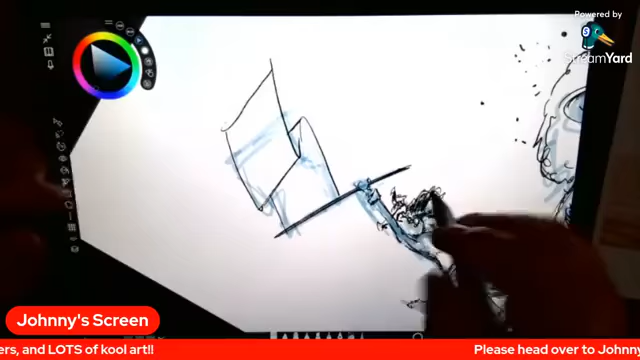 Powered by
StreamYard
Johnny's Screen
ers, and LOTS of kool art!!
Please head over to Johnny